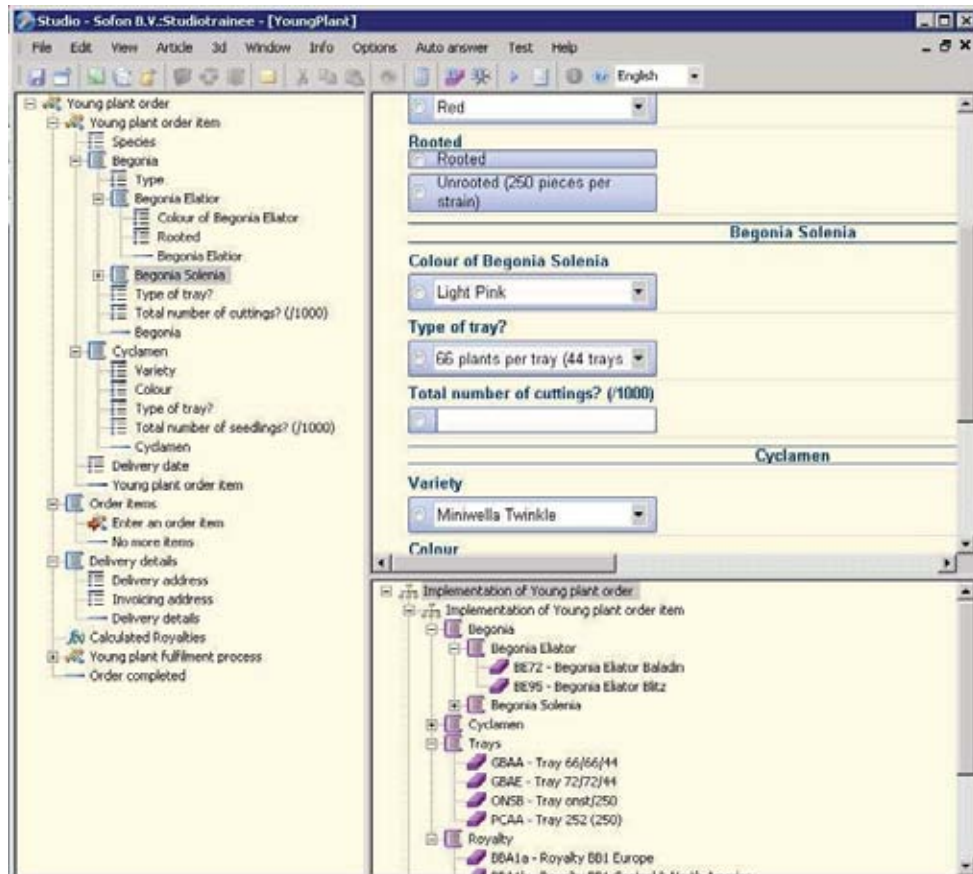 Studio - Sofon B.V.:Studiotrainee - [YoungPlant]
File Edit View Article 3d Window Info Options Auto answer Test Help
English
Young plant order
Young plant order item
Species
Begonia
Type
Begonia Elatior
Colour of Begonia Eliator
Rooted
Begonia Elatior
Begonia Solenia
Type of tray?
Total number of cuttings? (/1000)
Begonia
Cyclamen
Variety
Colour
Type of tray?
Total number of seedlings? (/1000)
Cyclamen
Delivery date
Young plant order item
Order items
Enter an order item
No more items
Delivery details
Delivery address
Invoicing address
Delivery details
Calculated Royalties
Young plant fulfilment process
Order completed
Red
Rooted
Rooted
Unrooted (250 pieces per
strain)
Begonia Solenia
Colour of Begonia Solenia
Light Pink
Type of tray?
66 plants per tray (44 trays
Total number of cuttings? (/1000)
Cyclamen
Variety
Miniwella Twinkle
Colour
Implementation of Young plant order
Implementation of Young plant order item
Begonia
Begonia Eliator
BE72 - Begonia Eliator Baladin
BE95 - Begonia Eliator Blitz
Begonia Solenia
Cyclamen
Trays
GBAA - Tray 66/66/44
GBAE - Tray 72/72/44
ONSB - Tray onst/250
PCAA - Tray 252 (250)
Royalty
BBA1a - Royalty BB1 Europe